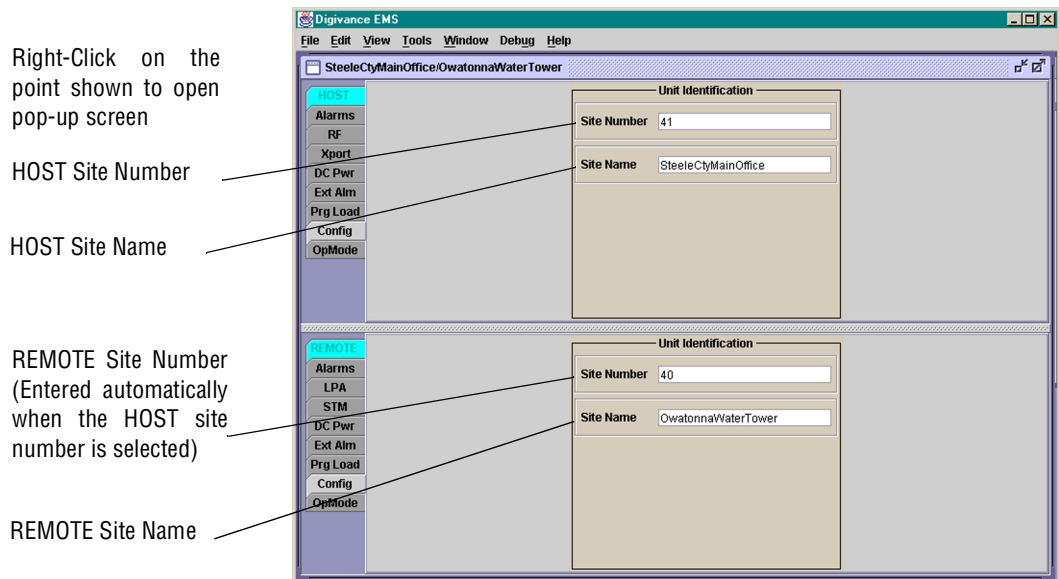 Right-Click on the
point shown to open
pop-up screen
HOST Site Number
HOST Site Name
REMOTE Site Number
(Entered automatically
when the HOST site
number is selected)
REMOTE Site Name
Digivance EMS
File Edit View Tools Window Debug Help
SteeleCtyMainOffice/OwatonnaWaterTower
HOST
Alarms
RF
Xport
DC Pwr
Ext Alm
Prg Load
Config
OpMode
Unit Identification
Site Number 41
Site Name SteeleCtyMainOffice
REMOTE
Alarms
LPA
STM
DC Pwr
Ext Alm
Prg Load
Config
OpMode
Unit Identification
Site Number 40
Site Name OwatonnaWaterTower